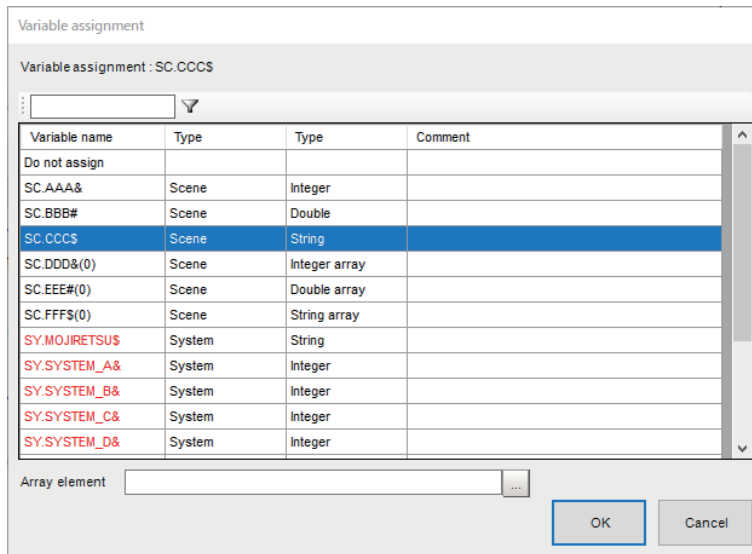 Variable assignment
Variable assignment : SC.CCC$
Variable name Type Type Comment
Do not assign
SC.AAA& Scene Integer
SC.BBB# Scene Double
SC.CCC$ Scene String
SC.DDD&(0) Scene Integer array
SC.EEE#(0) Scene Double array
SC.FFF$(0) Scene String array
SY.MOJIRETSU$ System String
SY.SYSTEM_A& System Integer
SY.SYSTEM_B& System Integer
SY.SYSTEM_C& System Integer
SY.SYSTEM_D& System Integer
Array element ...
OK Cancel